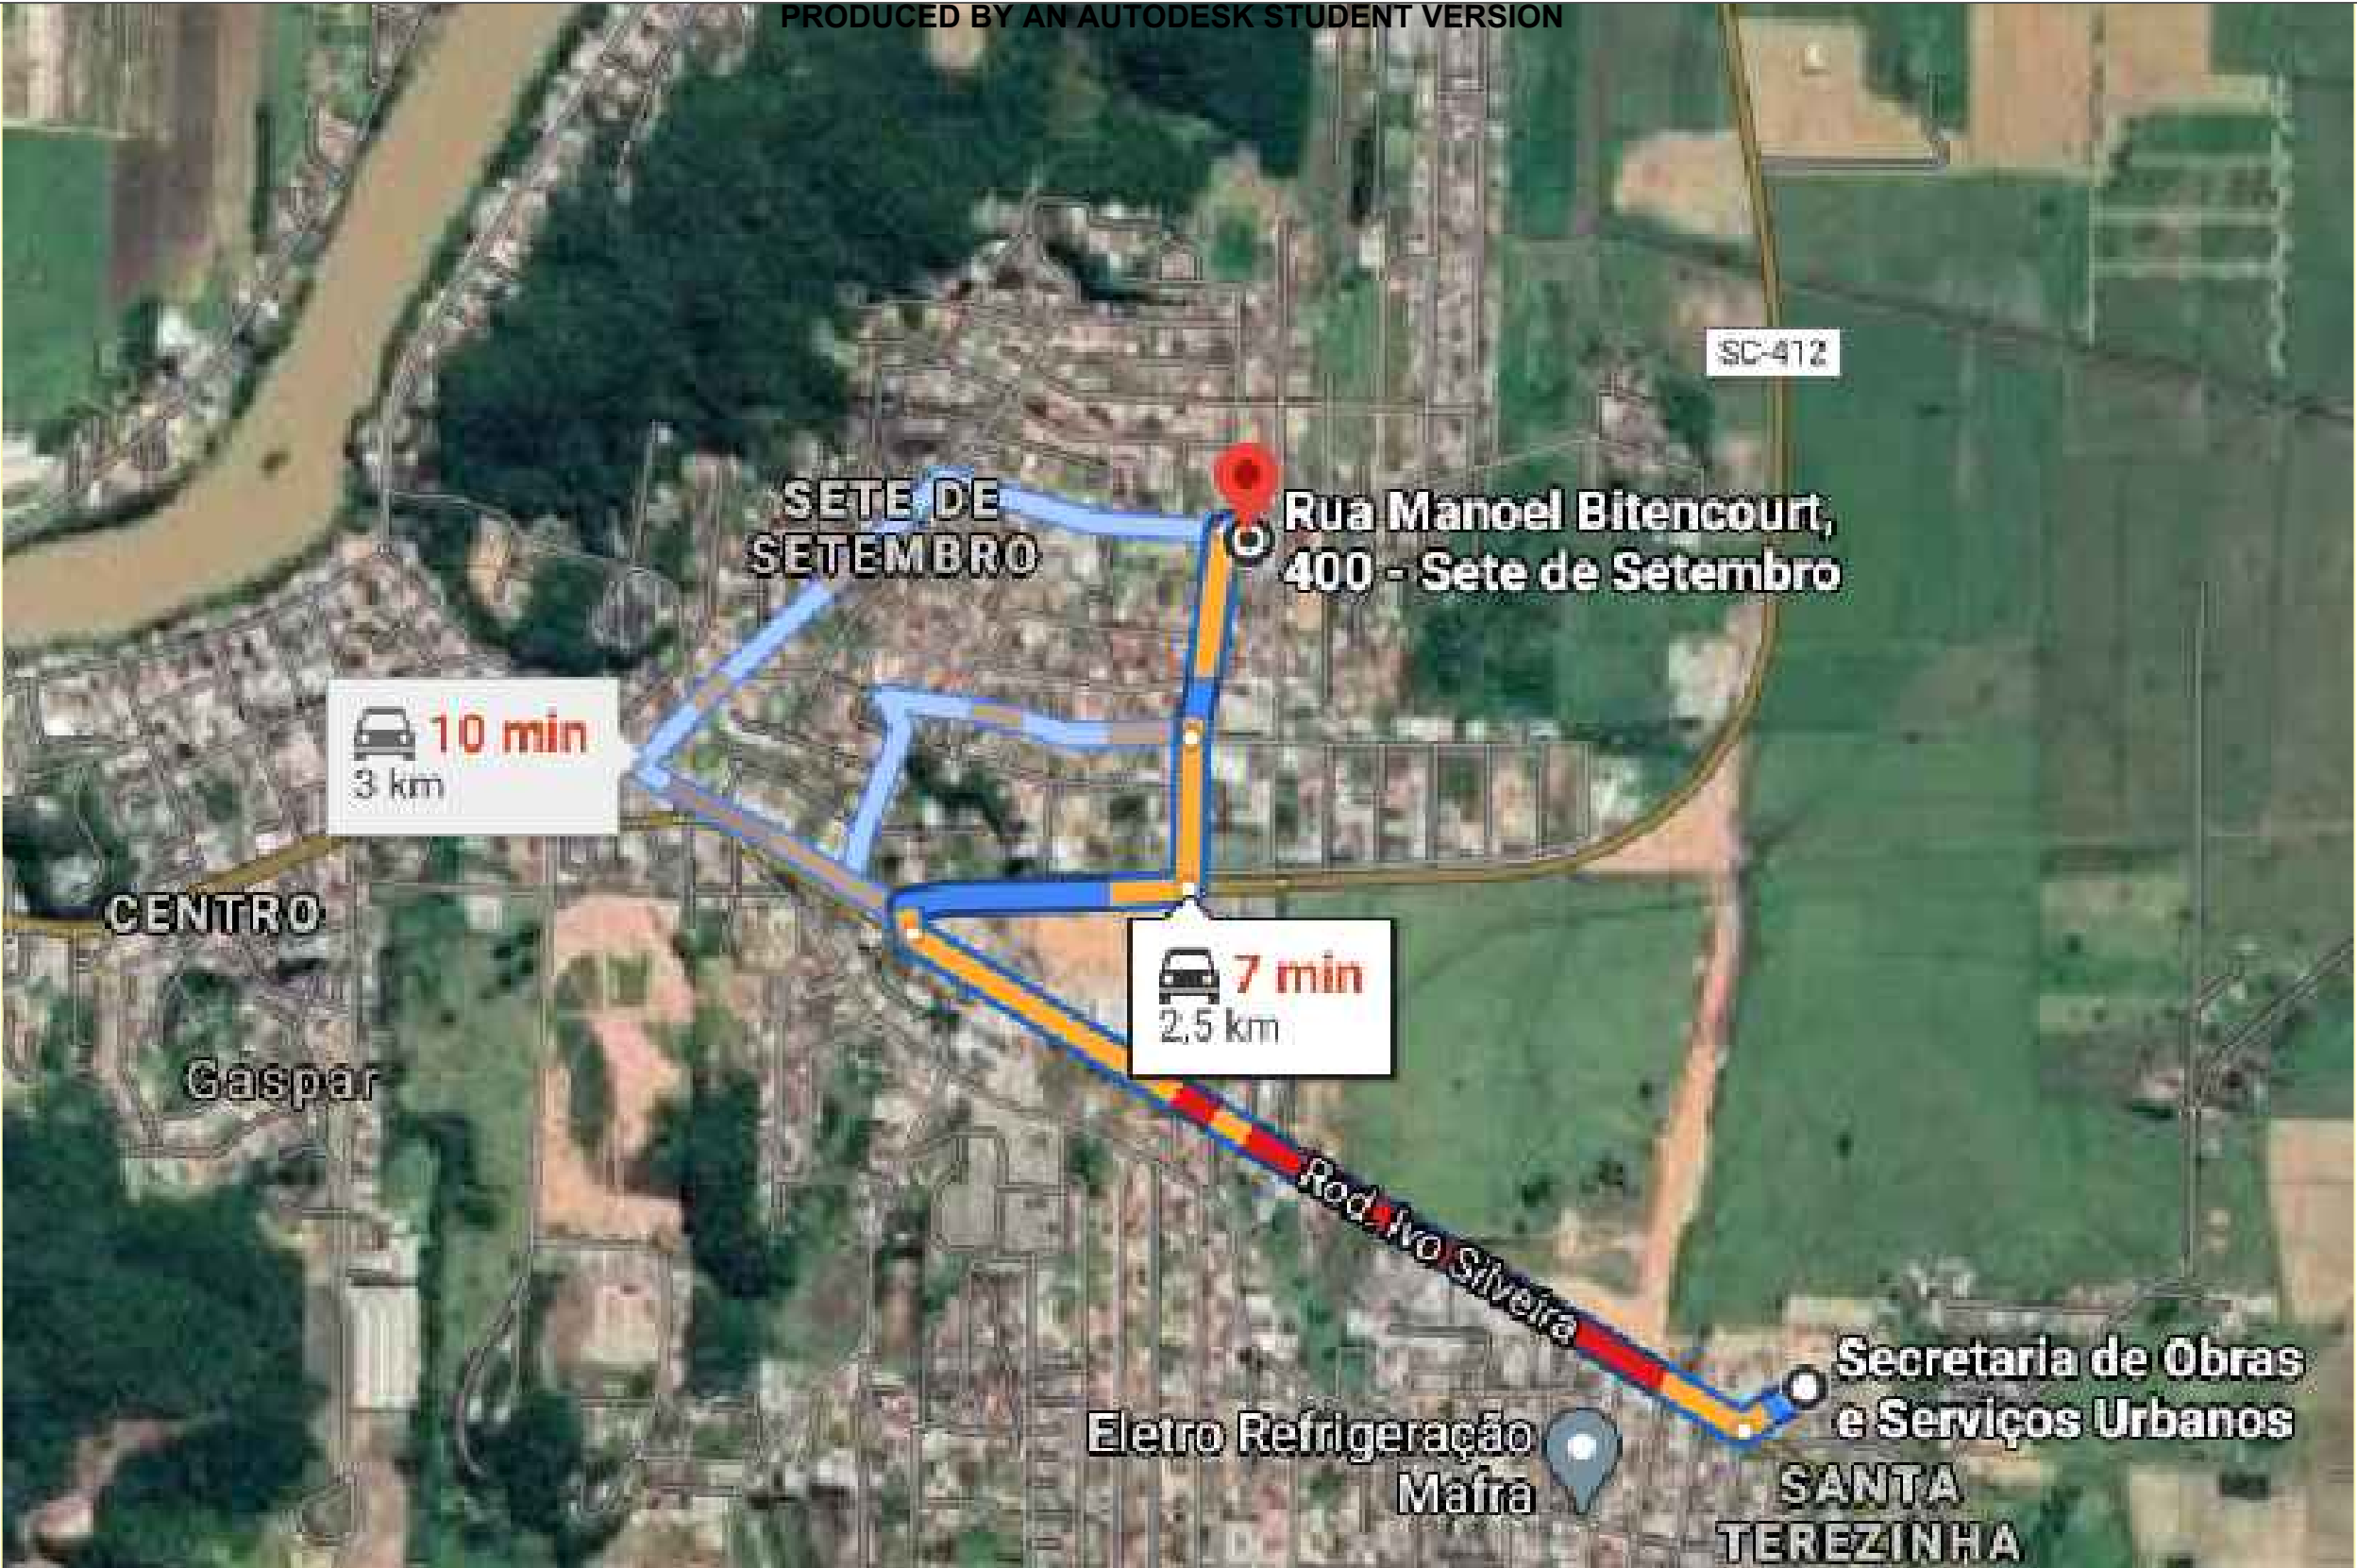 PRODUCED BY AN AUTODESK STUDENT VERSION
SC-412
SETE DE
SETEMBRO
Rua Manoel Bitencourt,
400 - Sete de Setembro
10 min
3 km
CENTRO
7 min
2,5 km
Gaspar
Rod. Ivo Silveira
Secretaria de Obras
e Serviços Urbanos
Eletro Refrigeração
Mafra
SANTA
TEREZINHA